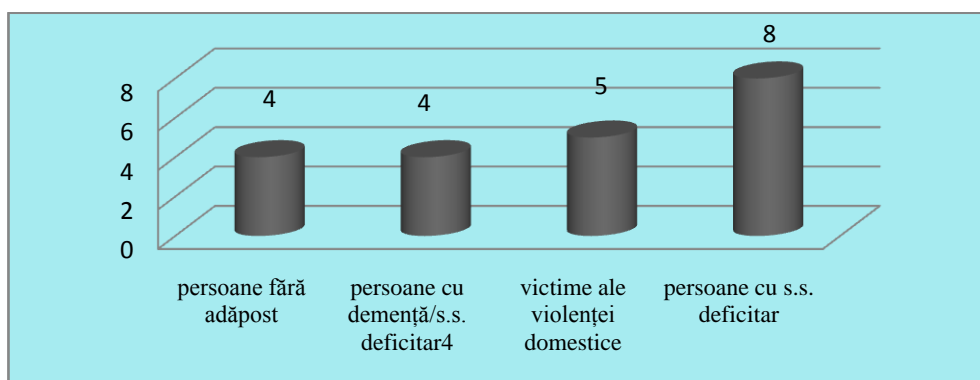 8
5
4
4
8
6
4
2
0
persoane fără
adăpost
persoane cu
demență/s.s.
deficitar4
victime ale
violenței
domestice
persoane cu s.s.
deficitar